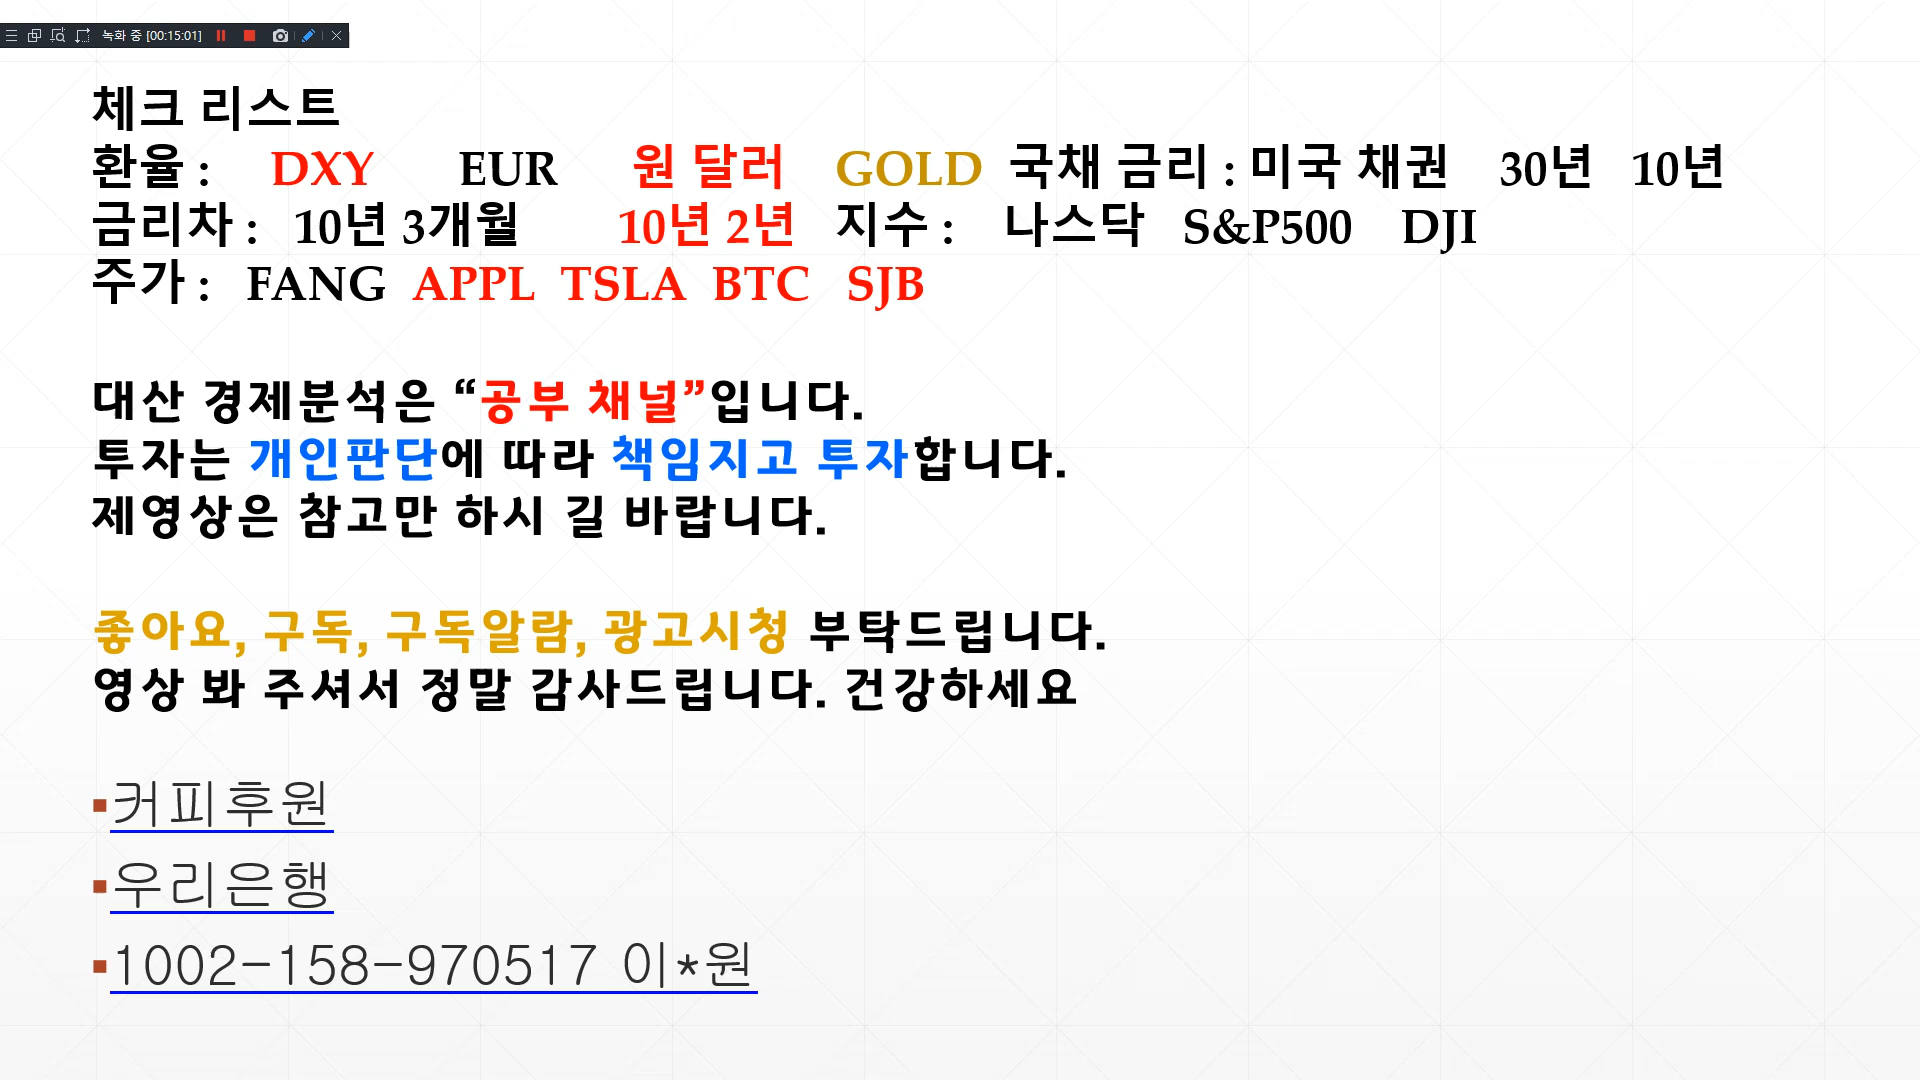 녹화 중 [00:15:01]
체크 리스트
환율 : DXY EUR 원 달러 GOLD 국채 금리 : 미국 채권 30년 10년
금리차 : 10년 3개월 10년 2년 지수 : 나스닥 S&P500 DJI
주가 : FANG APPL TSLA BTC SJB
대산 경제분석은 “공부 채널”입니다.
투자는 개인판단에 따라 책임지고 투자합니다.
제영상은 참고만 하시 길 바랍니다.
좋아요, 구독, 구독알람, 광고시청 부탁드립니다.
영상 봐 주셔서 정말 감사드립니다. 건강하세요
▪커피후원
▪우리은행
▪1002-158-970517 이*원